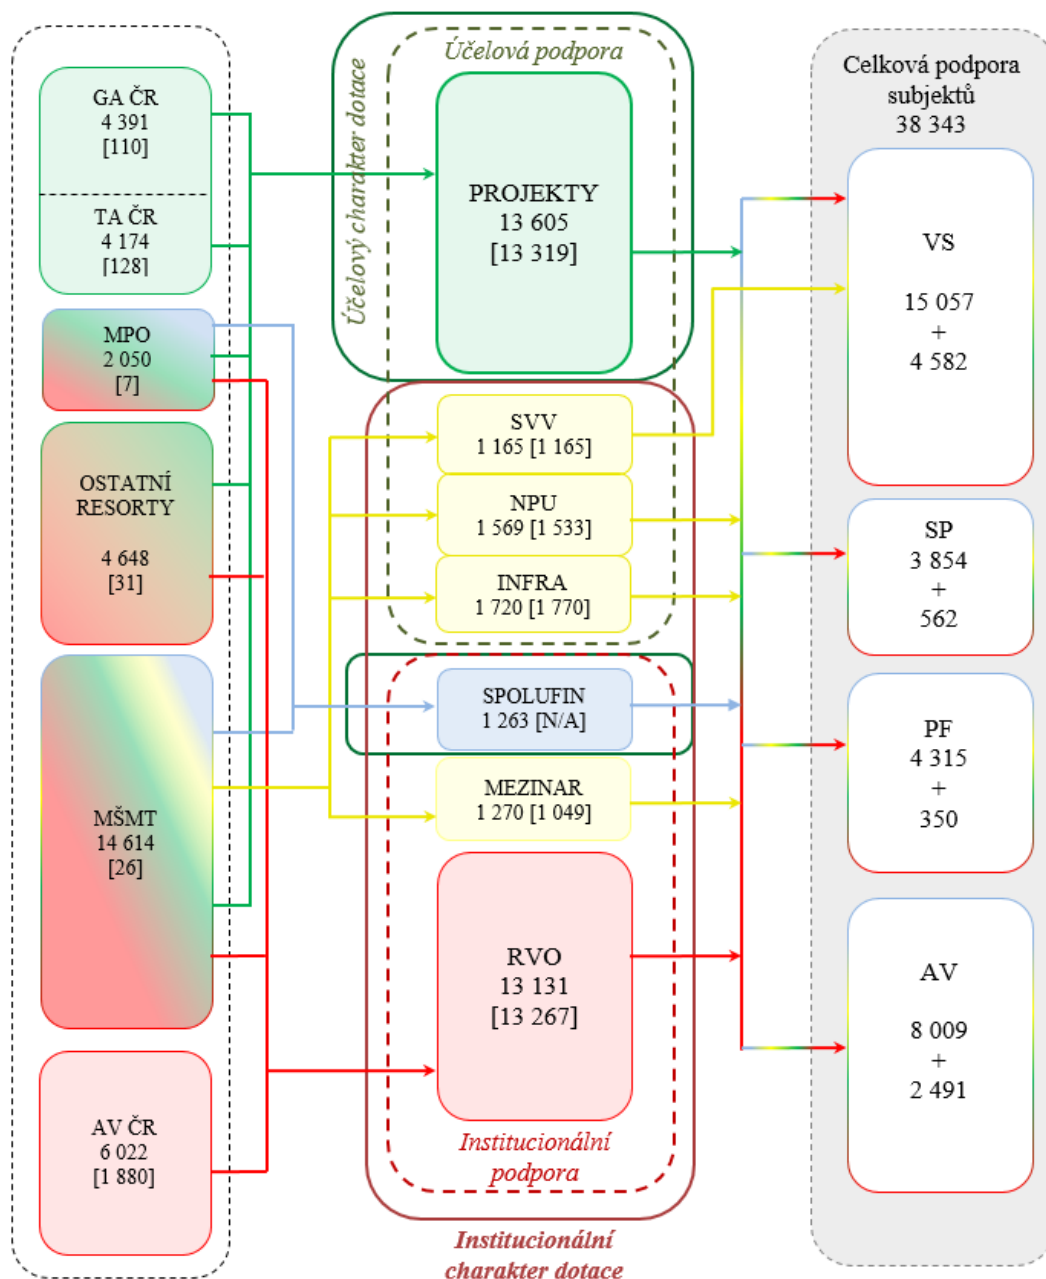 GA ČR
4 391
[110]
TA ČR
4 174
[128]
MPO
2 050
[7]
OSTATNÍ
RESORTY
4 648
[31]
MŠMT
14 614
[26]
AV ČR
6 022
[1 880]
Účelový charakter dotace
Účelová podpora
PROJEKTY
13 605
[13 319]
SVV
1 165 [1 165]
NPU
1 569 [1 533]
INFRA
1 720 [1 770]
SPOLUFIN
1 263 [N/A]
MEZINAR
1 270 [1 049]
RVO
13 131
[13 267]
Institucionální
podpora
Institucionální
charakter dotace
Celková podpora
subjektů
38 343
VS
15 057
+
4 582
SP
3 854
+
562
PF
4 315
+
350
AV
8 009
+
2 491